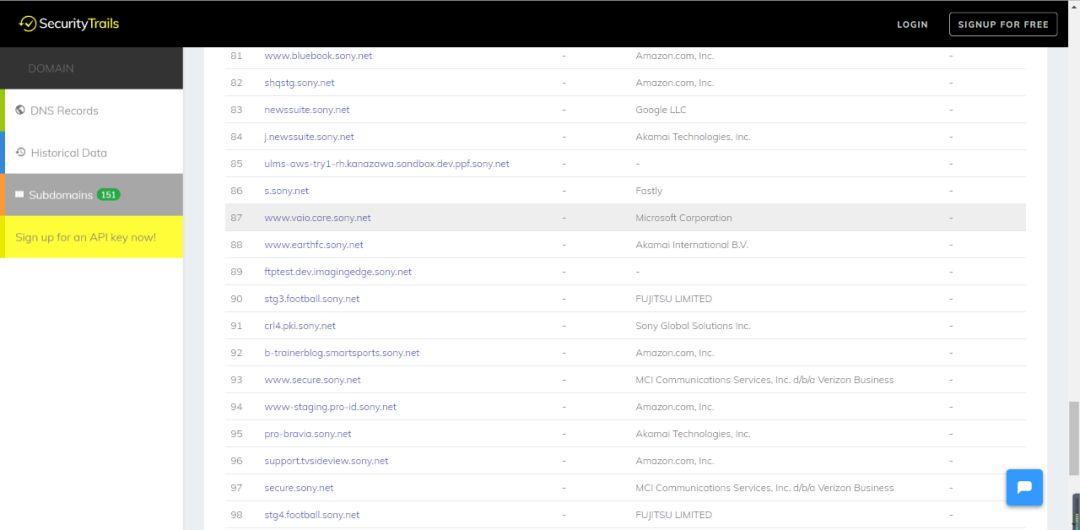 SecurityTrails
LOGIN
SIGNUP FOR FREE
DOMAIN
DNS Records
Historical Data
Subdomains 151
Sign up for an API key now!
81 www.bluebook.sony.net - Amazon.com, Inc. -
82 shqstg.sony.net - Amazon.com, Inc. -
83 newssuite.sony.net - Google LLC -
84 j.newssuite.sony.net - Akamai Technologies, Inc. -
85 ulms-aws-try1-rh.kanazawa.sandbox.dev.ppf.sony.net - - -
86 s.sony.net - Fastly -
87 www.vaio.care.sony.net - Microsoft Corporation -
88 www.earthfc.sony.net - Akamai International B.V. -
89 ftptest.dev.imagingedge.sony.net - - -
90 stg3.football.sony.net - FUJITSU LIMITED -
91 crl4.pki.sony.net - Sony Global Solutions Inc. -
92 b-trainerblog.smartsports.sony.net - Amazon.com, Inc. -
93 www.secure.sony.net - MCI Communications Services, Inc. d/b/a Verizon Business -
94 www-staging.pro-id.sony.net - Amazon.com, Inc. -
95 pro-bravia.sony.net - Akamai Technologies, Inc. -
96 support.tvsideview.sony.net - Amazon.com, Inc. -
97 secure.sony.net - MCI Communications Services, Inc. d/b/a Verizon Business -
98 stg4.football.sony.net - FUJITSU LIMITED -